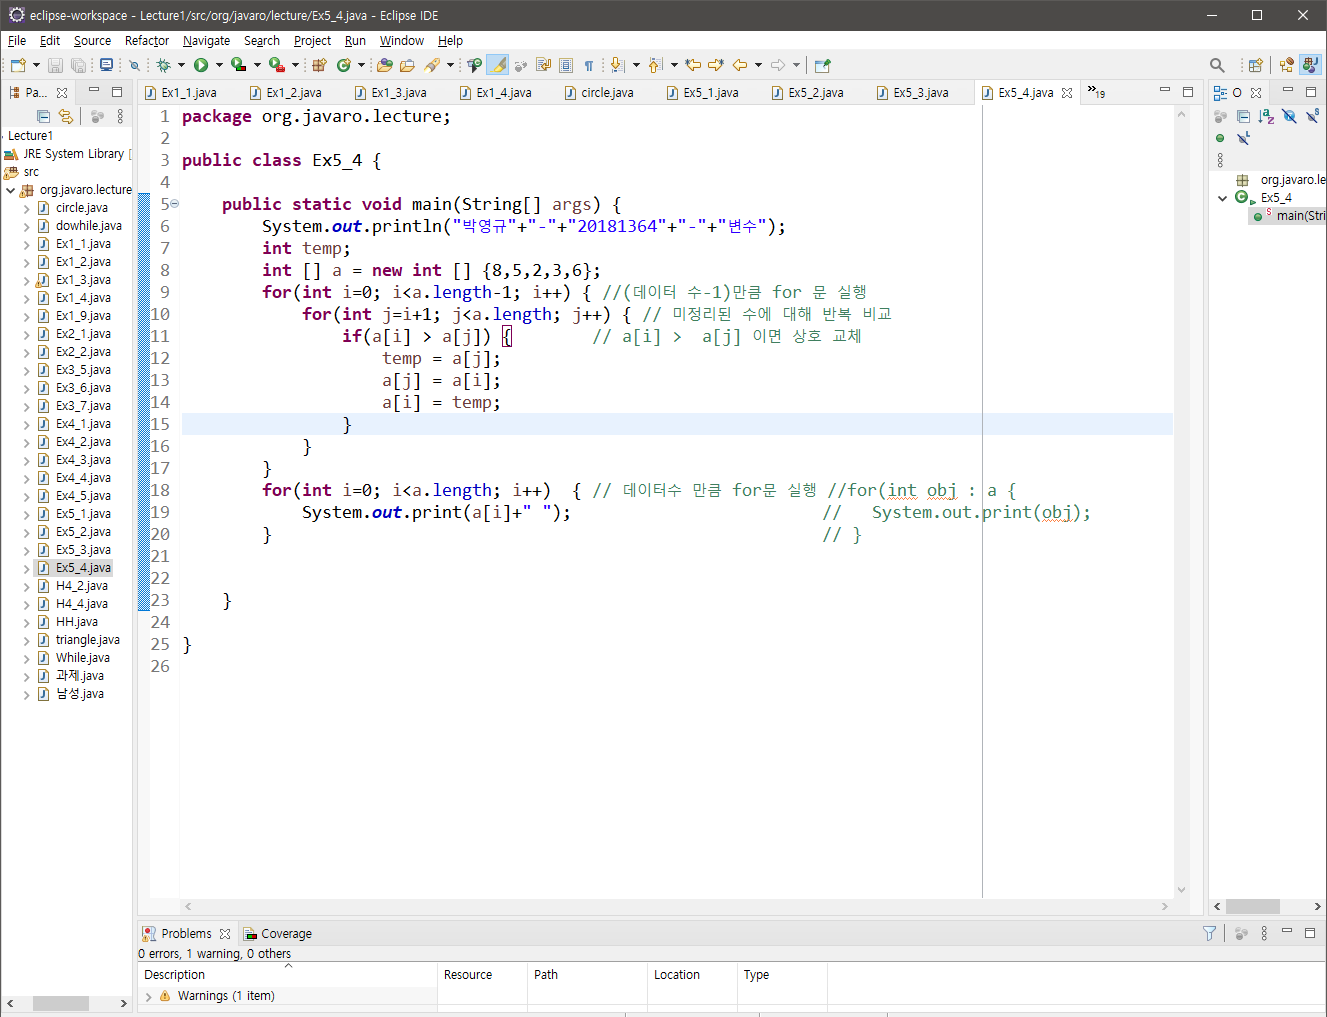 eclipse-workspace - Lecture1/src/org/javaro/lecture/Ex5_4.java - Eclipse IDE
File Edit Source Refactor Navigate Search Project Run Window Help
Pa...
Ex1_1.java Ex1_2.java Ex1_3.java Ex1_4.java circle.java Ex5_1.java Ex5_2.java Ex5_3.java Ex5_4.java »19
O
Lecture1
JRE System Library [
src
org.javaro.lecture
circle.java
dowhile.java
Ex1_1.java
Ex1_2.java
Ex1_3.java
Ex1_4.java
Ex1_9.java
Ex2_1.java
Ex2_2.java
Ex3_5.java
Ex3_6.java
Ex3_7.java
Ex4_1.java
Ex4_2.java
Ex4_3.java
Ex4_4.java
Ex4_5.java
Ex5_1.java
Ex5_2.java
Ex5_3.java
Ex5_4.java
H4_2.java
H4_4.java
HH.java
triangle.java
While.java
과제.java
남성.java
1 package org.javaro.lecture;
2
3 public class Ex5_4 {
4
5 public static void main(String[] args) {
6 System.out.println("박영규"+"-"+"20181364"+"-"+"변수");
7 int temp;
8 int [] a = new int [] {8,5,2,3,6};
9 for(int i=0; i<a.length-1; i++) { //(데이터 수-1)만큼 for 문 실행
10 for(int j=i+1; j<a.length; j++) { // 미정리된 수에 대해 반복 비교
11 if(a[i] > a[j]) { // a[i] > a[j] 이면 상호 교체
12 temp = a[j];
13 a[j] = a[i];
14 a[i] = temp;
15 }
16 }
17 }
18 for(int i=0; i<a.length; i++) { // 데이터수 만큼 for문 실행 //for(int obj : a {
19 System.out.print(a[i]+" "); // System.out.print(obj);
20 } // }
21
22
23 }
24
25 }
26
org.javaro.le
Ex5_4
main(Stri
Problems Coverage
0 errors, 1 warning, 0 others
Description Resource Path Location Type
Warnings (1 item)